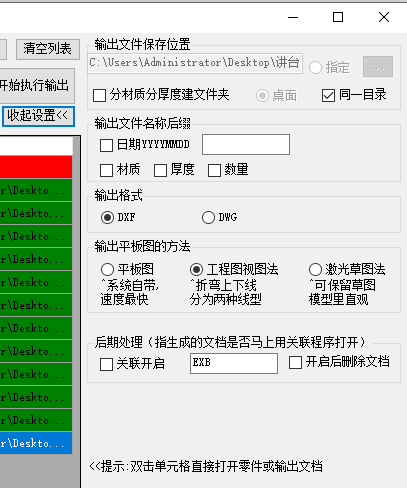 清空列表
开始执行输出
收起设置<<
r\Deskto...
r\Deskto...
r\Deskto...
r\Deskto...
r\Deskto...
r\Deskto...
r\Deskto...
r\Deskto...
r\Deskto...
r\Deskto...
r\Deskto...
r\Deskto...
输出文件保存位置
C:\Users\Administrator\Desktop\讲台
指定
...
分材质分厚度建文件夹
桌面
同一目录
输出文件名称后缀
日期YYYYMMDD
材质
厚度
数量
输出格式
DXF
DWG
输出平板图的方法
平板图
工程图视图法
激光草图法
^系统自带,
速度最快
^折弯上下线
分为两种线型
^可保留草图
模型里直观
后期处理(指生成的文档是否马上用关联程序打开)
关联开启
EXB
开启后删除文档
<<提示:双击单元格直接打开零件或输出文档